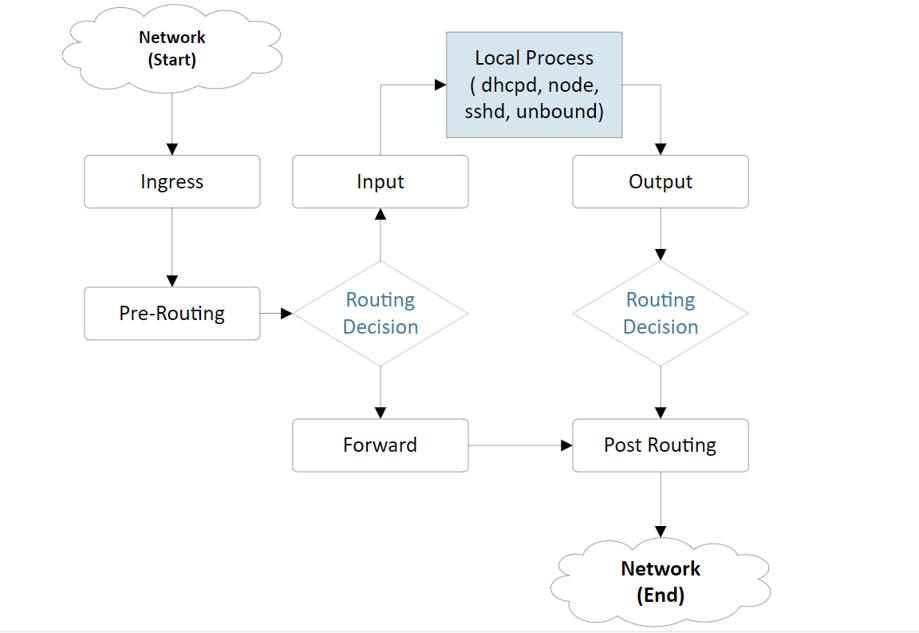 Network
(Start)
Local Process
( dhcpd, node,
sshd, unbound)
Ingress
Input
Output
Pre-Routing
Routing
Decision
Routing
Decision
Forward
Post Routing
Network
(End)